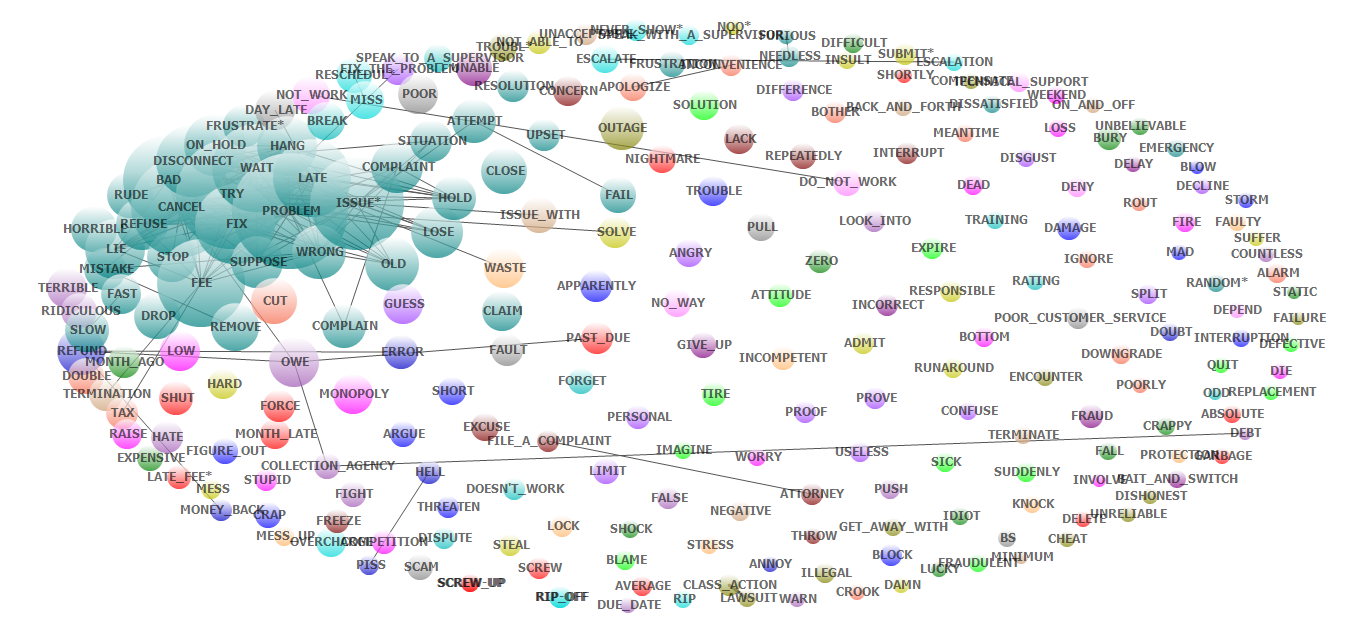 NEVER_SHOW*
NOO*
SPEAK_WITH_A_SUPERVISOR
FURIOUS
NOT_ABLE_TO
DIFFICULT
TROUBLE*
SUBMIT*
SPEAK_TO_A_SUPERVISOR
ESCALATE
NEEDLESS
INSULT
ESCALATION
FIX_THE_PROBLEM
UNABLE
FRUSTRATION
INCONVENIENCE
RESCHEDUL*
SHORTLY
COMPENSATE
TECHNICAL_SUPPORT
RESOLUTION
CONCERN
APOLOGIZE
DIFFERENCE
NOT_WORK
POOR
WEEKEND
MISS
SOLUTION
BACK_AND_FORTH
DISSATISFIED
ON_AND_OFF
DAY_LATE
BOTHER
BREAK
ATTEMPT
FRUSTRATE*
OUTAGE
LOSS
UNBELIEVABLE
UPSET
MEANTIME
BURY
SITUATION
LACK
ON_HOLD
HANG
EMERGENCY
INTERRUPT
REPEATEDLY
NIGHTMARE
DISGUST
DISCONNECT
WAIT
COMPLAINT
CLOSE
DELAY
BLOW
BAD
LATE
DO_NOT_WORK
DEAD
DENY
DECLINE
RUDE
TRY
HOLD
FAIL
TROUBLE
STORM
CANCEL
PROBLEM
ISSUE*
ROUT
REFUSE
FIX
ISSUE_WITH
LOOK_INTO
TRAINING
FIRE
FAULTY
HORRIBLE
LOSE
SOLVE
PULL
DAMAGE
SUFFER
LIE
WRONG
ANGRY
EXPIRE
MAD
COUNTLESS
STOP
SUPPOSE
OLD
ZERO
IGNORE
MISTAKE
WASTE
ALARM
FEE
APPARENTLY
RATING
RANDOM*
TERRIBLE
FAST
CUT
GUESS
NO_WAY
ATTITUDE
RESPONSIBLE
SPLIT
STATIC
RIDICULOUS
DROP
CLAIM
INCORRECT
DEPEND
SLOW
REMOVE
COMPLAIN
POOR_CUSTOMER_SERVICE
FAILURE
REFUND
LOW
ERROR
FAULT
PAST_DUE
GIVE_UP
ADMIT
BOTTOM
DOUBT
INTERRUPTION
DEFECTIVE
MONTH_AGO
OWE
INCOMPETENT
DOWNGRADE
DOUBLE
RUNAROUND
QUIT
DIE
HARD
FORGET
ENCOUNTER
POORLY
TERMINATION
SHUT
MONOPOLY
SHORT
TIRE
PROVE
ODD
REPLACEMENT
TAX
FORCE
PERSONAL
PROOF
CONFUSE
FRAUD
ABSOLUTE
RAISE
HATE
MONTH_LATE
ARGUE
EXCUSE
FILE_A_COMPLAINT
TERMINATE
CRAPPY
DEBT
EXPENSIVE
FIGURE_OUT
IMAGINE
WORRY
USELESS
FALL
PROTECTION
GARBAGE
COLLECTION_AGENCY
HELL
LIMIT
SICK
LATE_FEE*
STUPID
SUDDENLY
INVOLVE
BAIT_AND_SWITCH
MESS
FIGHT
DOESN'T_WORK
FALSE
ATTORNEY
PUSH
DISHONEST
MONEY_BACK
CRAP
FREEZE
THREATEN
NEGATIVE
KNOCK
UNRELIABLE
LOCK
SHOCK
GET_AWAY_WITH
IDIOT
DELETE
MESS_UP
OVERCHARGE
COMPETITION
DISPUTE
STEAL
STRESS
THROW
BS
CHEAT
PISS
SCAM
SCREW
BLAME
ANNOY
BLOCK
FRAUDULENT
MINIMUM
SCREW-UP
AVERAGE
CLASS_ACTION
ILLEGAL
LUCKY
DAMN
RIP-OFF
DUE_DATE
RIP
LAWSUIT
WARN
CROOK